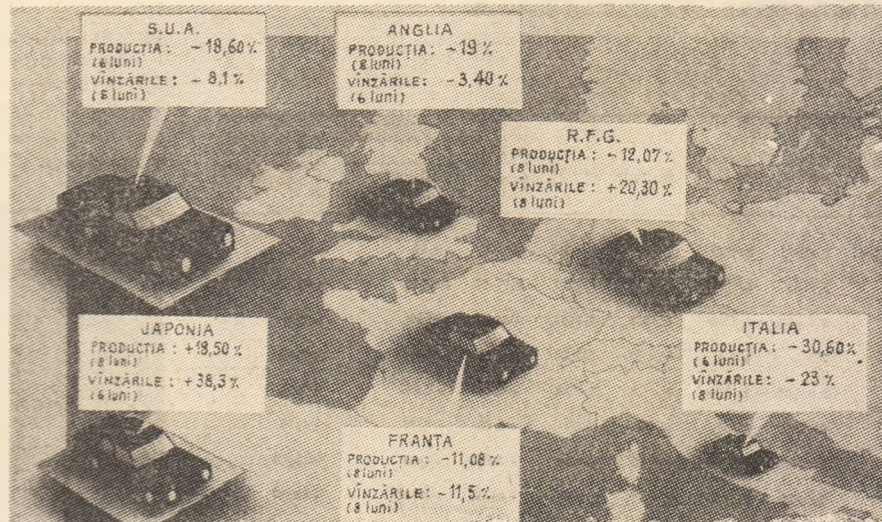 S.U.A.
PRODUCTIA: -18,60%
(6 luni)
VÎNZĂRILE: -8,1%
(6 luni)
ANGLIA
PRODUCTIA: -19%
(8 luni)
VÎNZĂRILE: -3,40%
(6 luni)
R.F.G.
PRODUCŢIA: -12,07%
(8 luni)
VÎNZĂRILE: +20,30%
(8 luni)
JAPONIA
PRODUCTIA: +18,50%
(8 luni)
VÎNZĂRILE: +38,3%
(6 luni)
ITALIA
PRODUCŢIA: -30,60%
(6 luni)
VÎNZĂRILE: -23%
(8 luni)
FRANŢA
PRODUCTIA: -11,08%
(8 luni)
VÎNZĂRILE: -11,5%
(8 luni)